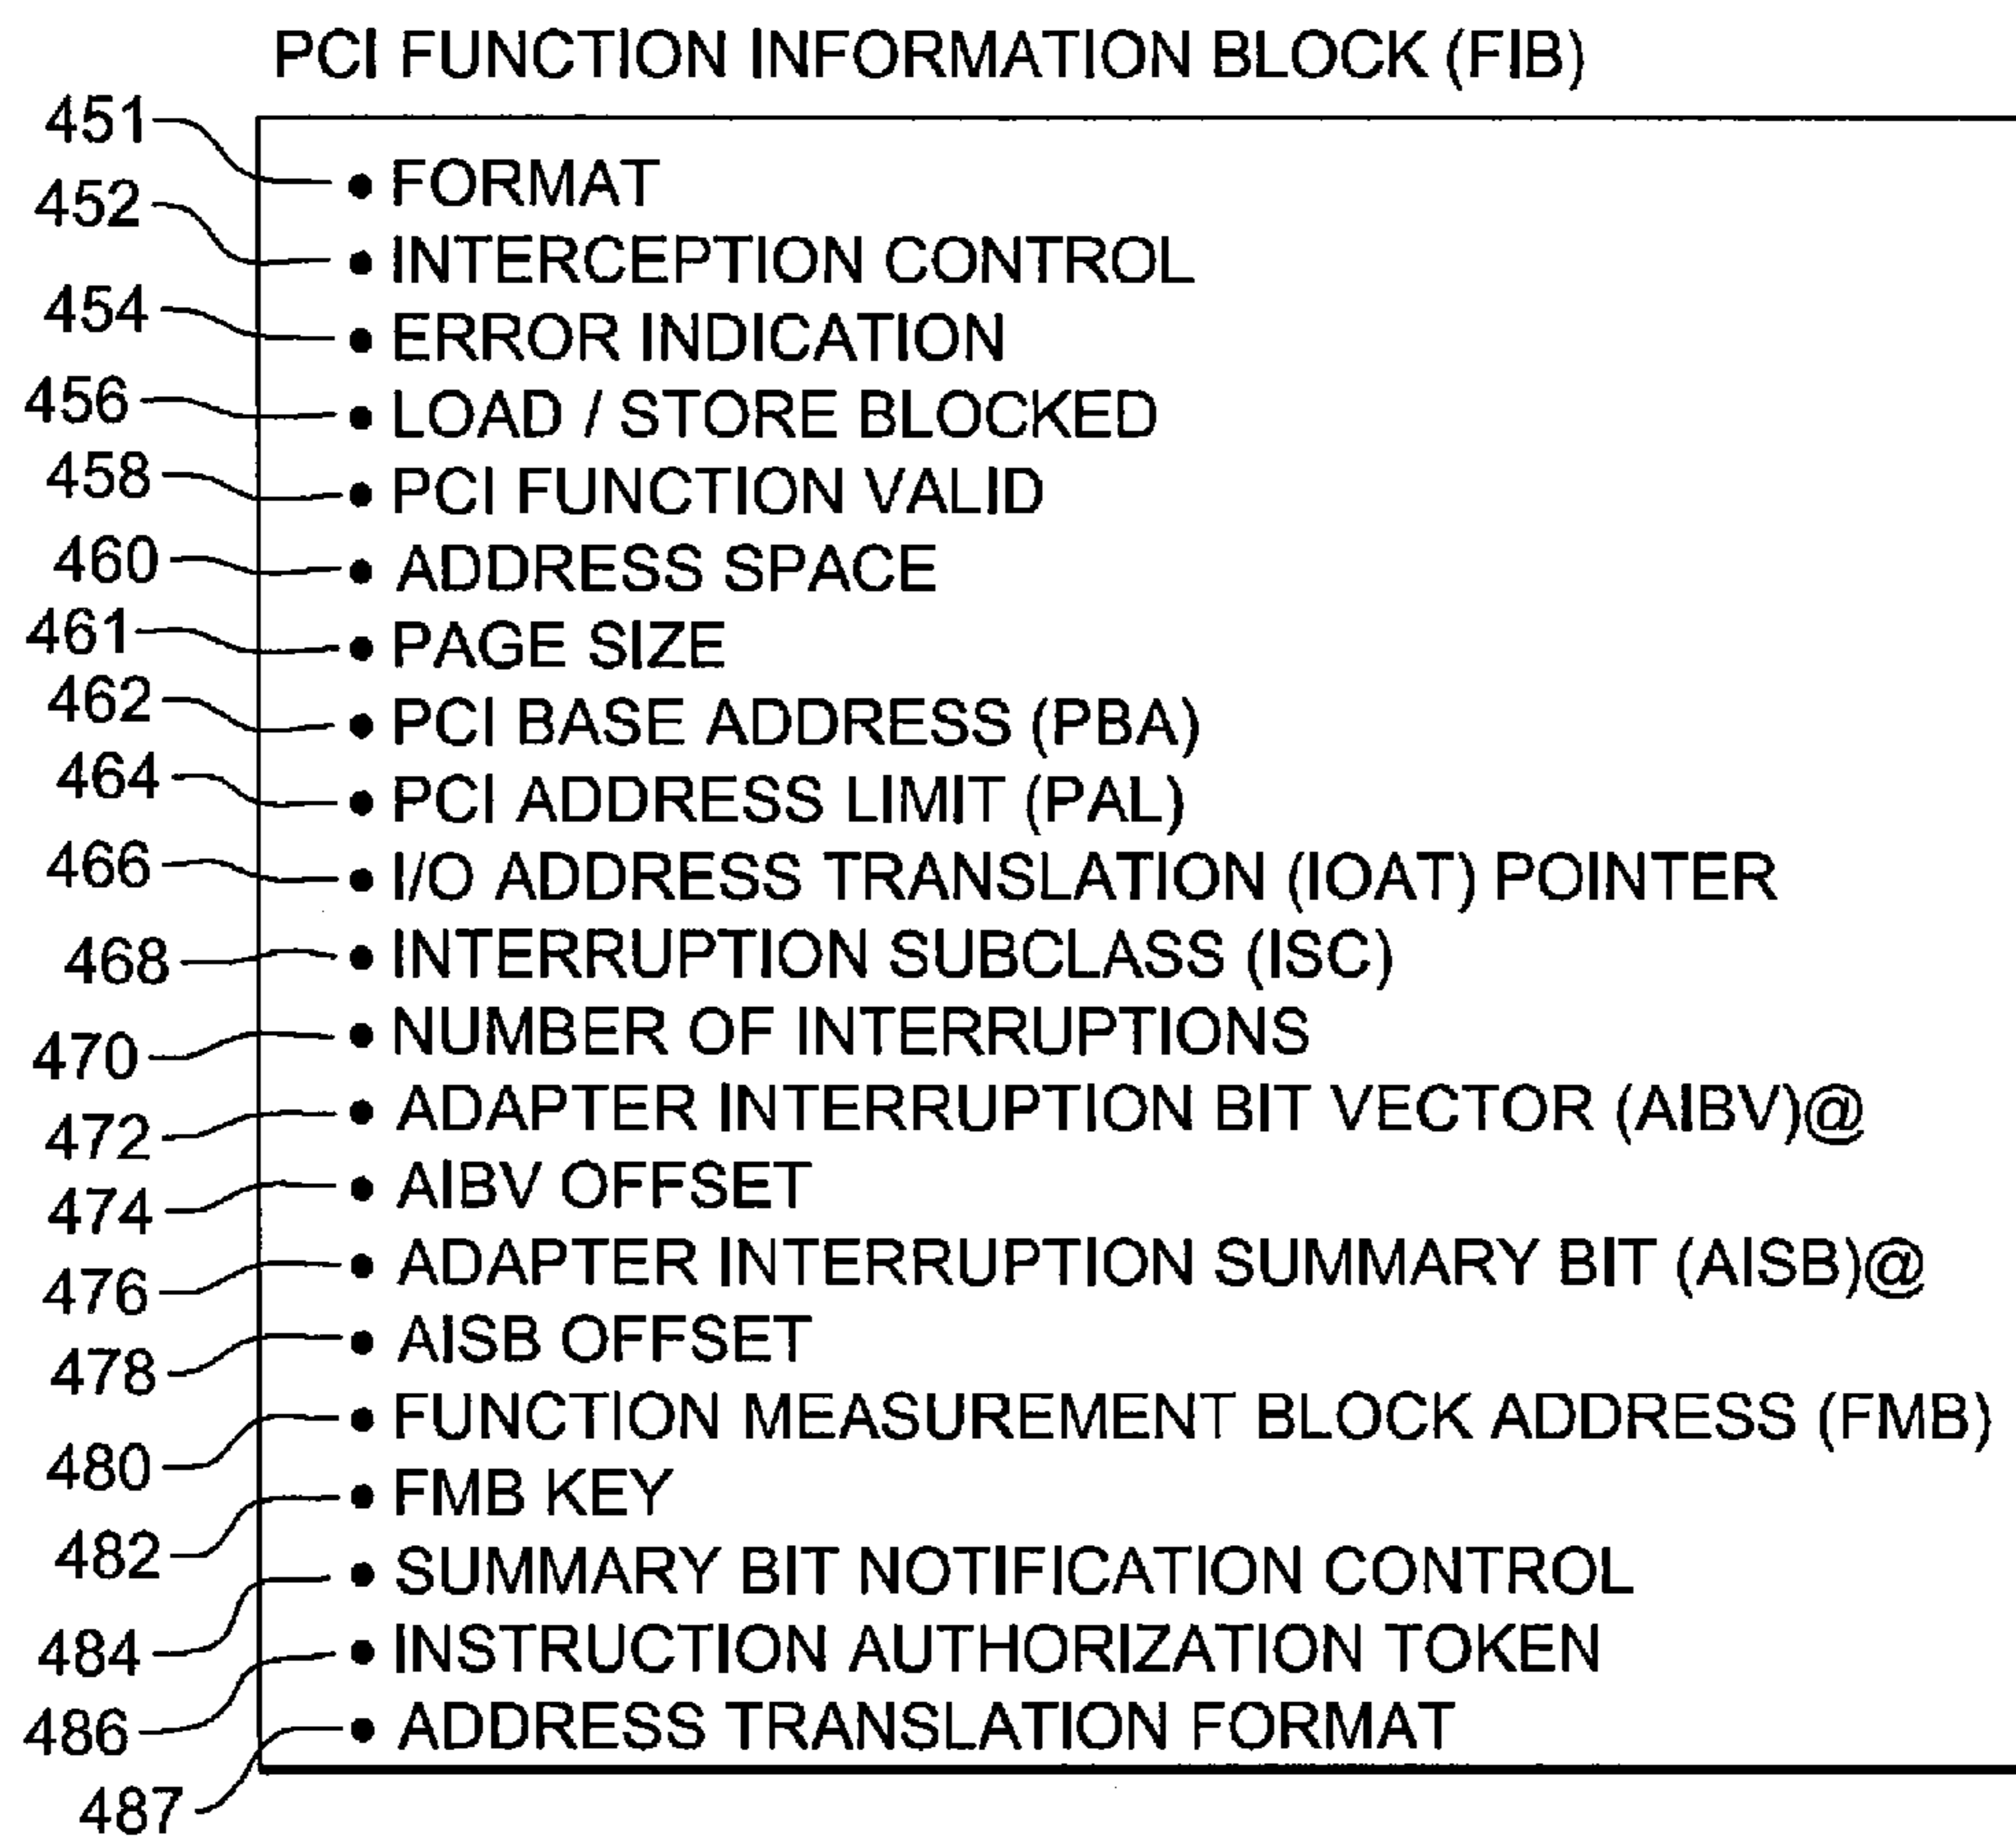 PCI FUNCTION INFORMATION BLOCK (FIB)
451 • FORMAT
452 • INTERCEPTION CONTROL
454 • ERROR INDICATION
456 • LOAD / STORE BLOCKED
458 • PCI FUNCTION VALID
460 • ADDRESS SPACE
461 • PAGE SIZE
462 • PCI BASE ADDRESS (PBA)
464 • PCI ADDRESS LIMIT (PAL)
466 • I/O ADDRESS TRANSLATION (IOAT) POINTER
468 • INTERRUPTION SUBCLASS (ISC)
470 • NUMBER OF INTERRUPTIONS
472 • ADAPTER INTERRUPTION BIT VECTOR (AIBV)@
474 • AIBV OFFSET
476 • ADAPTER INTERRUPTION SUMMARY BIT (AISB)@
478 • AISB OFFSET
480 • FUNCTION MEASUREMENT BLOCK ADDRESS (FMB)
482 • FMB KEY
484 • SUMMARY BIT NOTIFICATION CONTROL
486 • INSTRUCTION AUTHORIZATION TOKEN
487 • ADDRESS TRANSLATION FORMAT